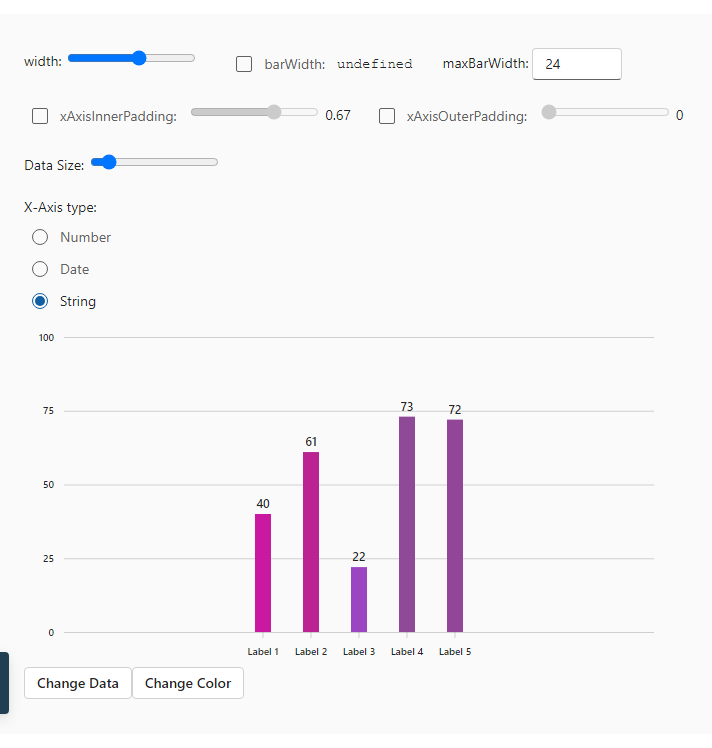 width: barWidth: undefined maxBarWidth: 24
xAxisInnerPadding: 0.67 xAxisOuterPadding: 0
Data Size:
X-Axis type:
Number
Date
String
100
75
50
25
0
73
72
61
40
22
Label 1 Label 2 Label 3 Label 4 Label 5
Change Data Change Color